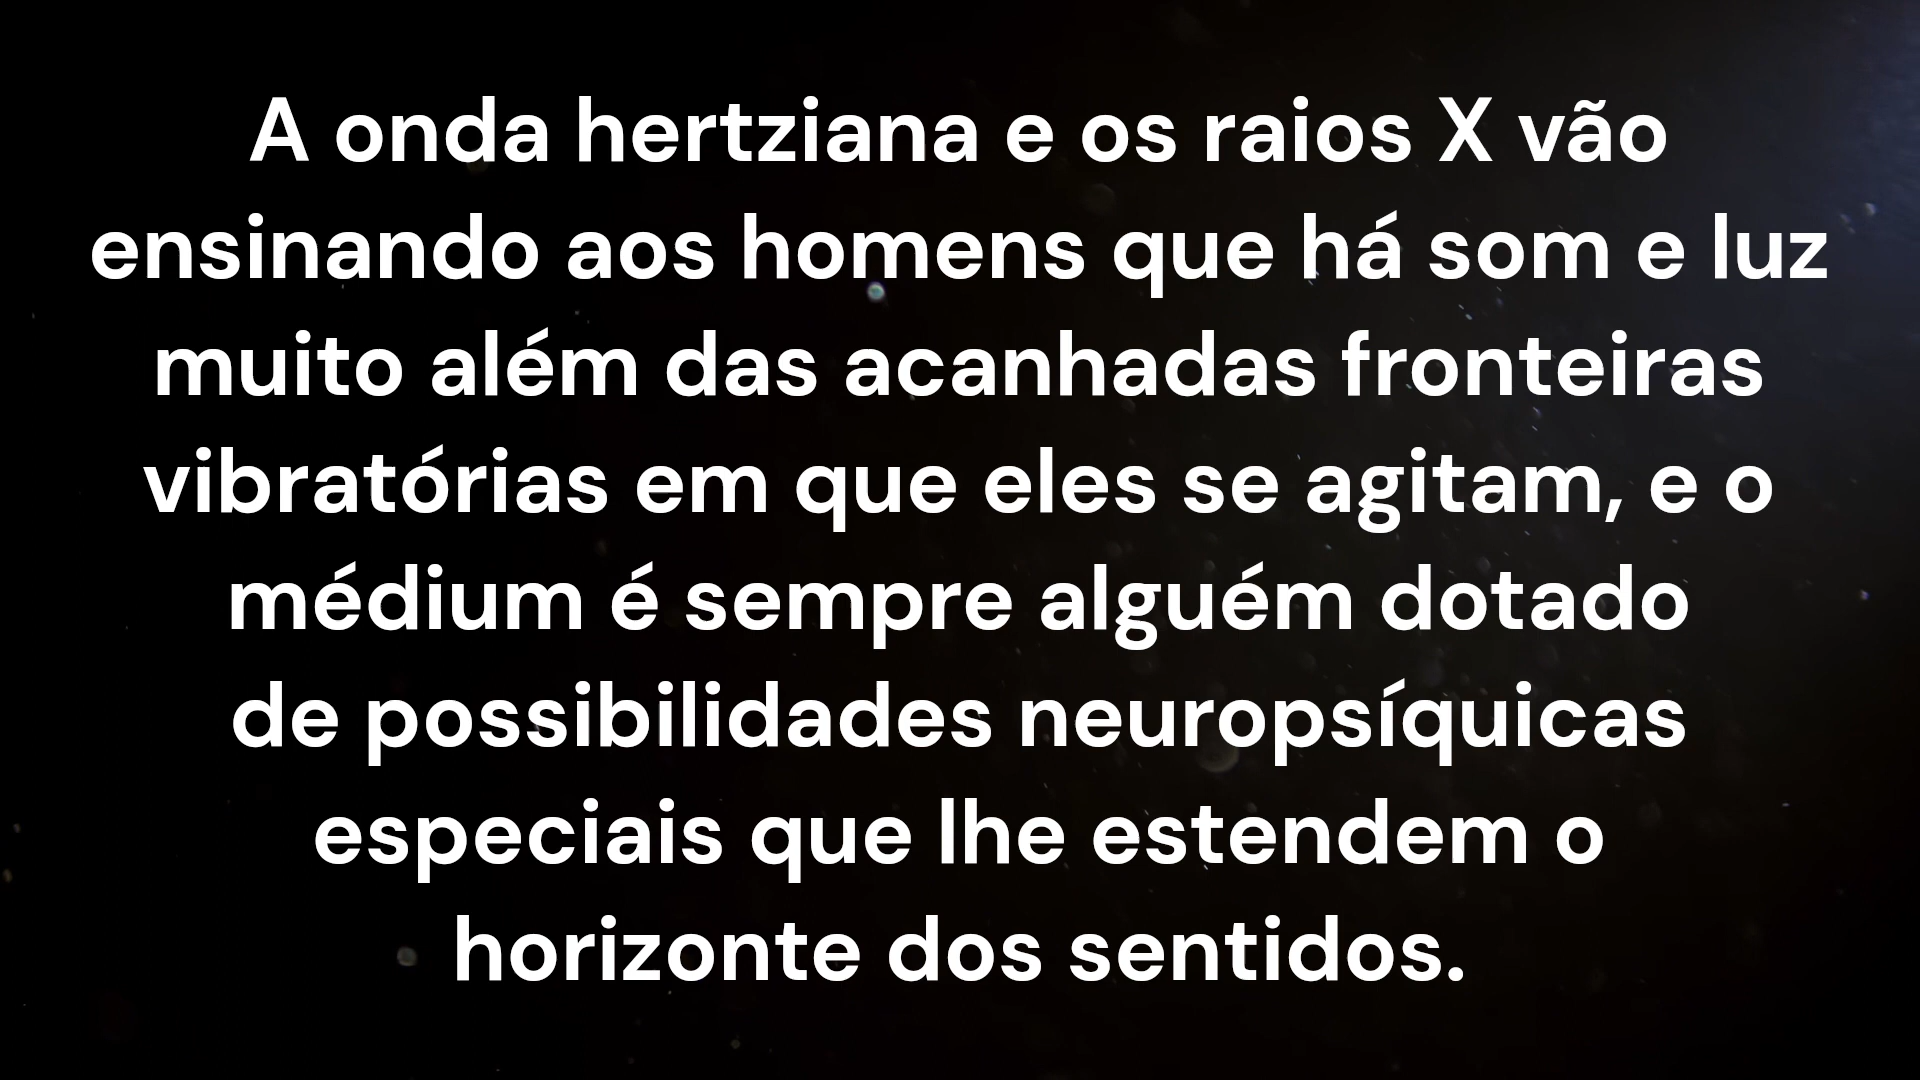 A onda hertziana e os raios X vão
ensinando aos homens que há som e luz
muito além das acanhadas fronteiras
vibratórias em que eles se agitam, e o
médium é sempre alguém dotado
de possibilidades neuropsíquicas
especiais que lhe estendem o
horizonte dos sentidos.